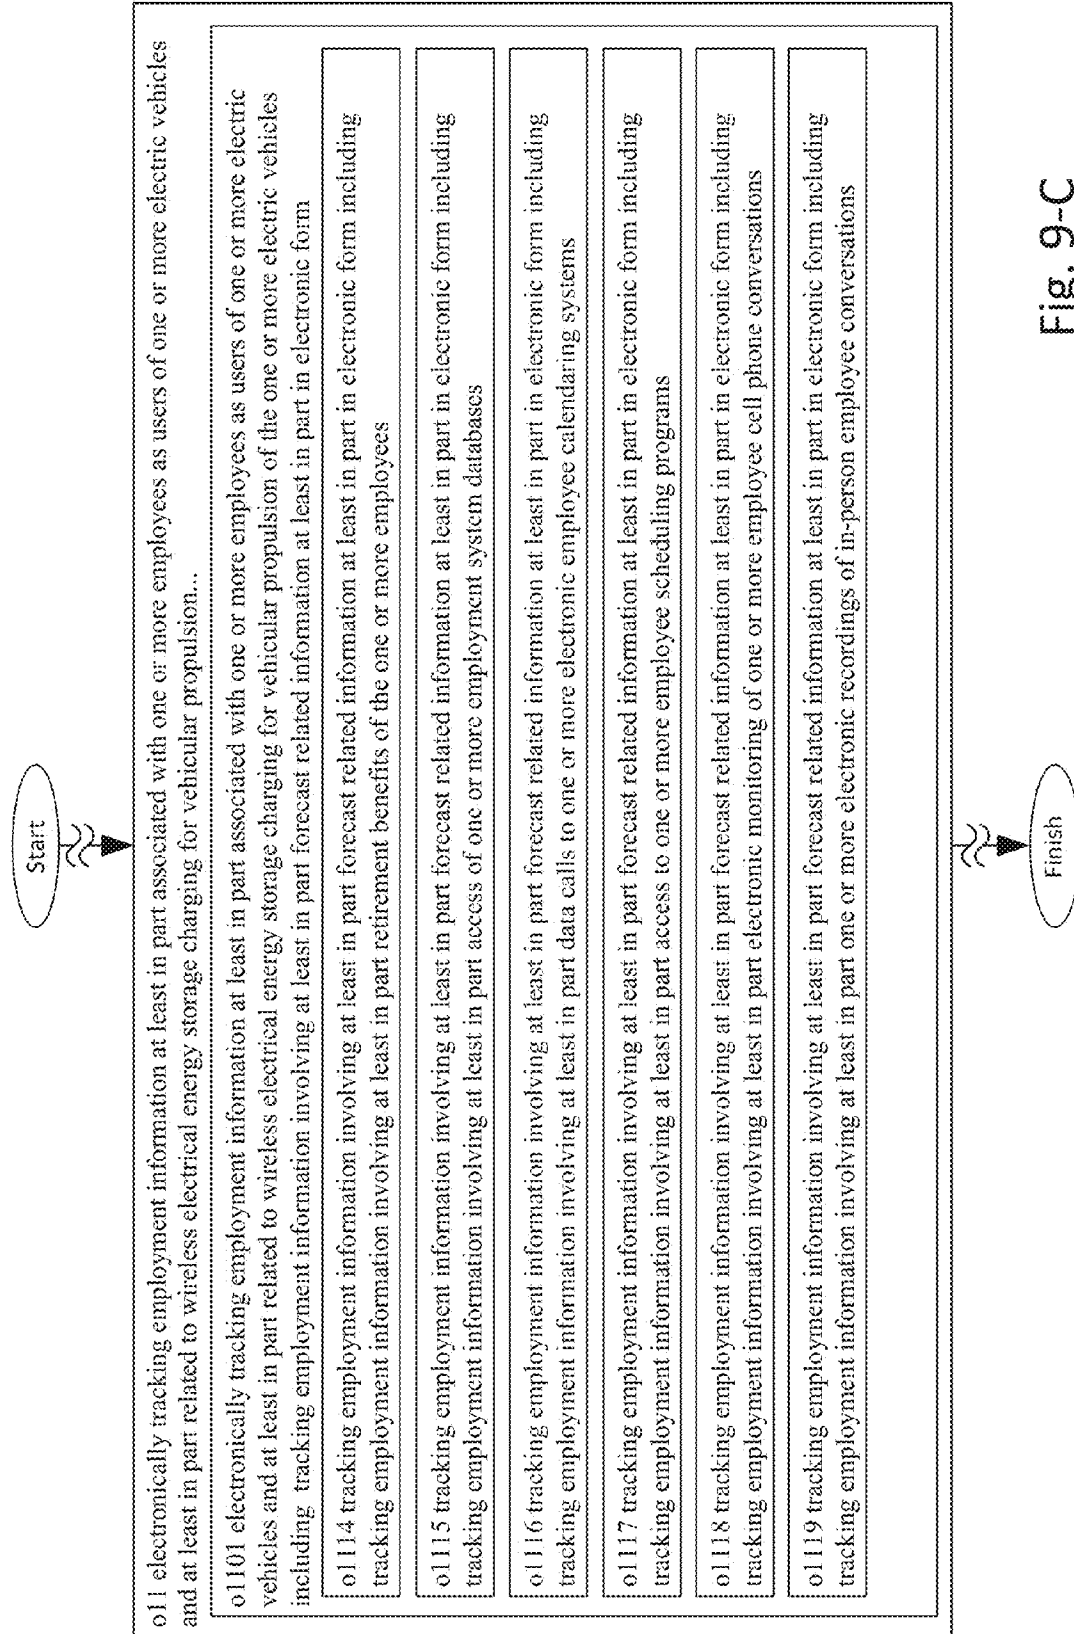 Start
o11 electronically tracking employment information at least in part associated with one or more employees as users of one or more electric vehicles
and at least in part related to wireless electrical energy storage charging for vehicular propulsion...
o1101 electronically tracking employment information at least in part associated with one or more employees as users of one or more electric
vehicles and at least in part related to wireless electrical energy storage charging for vehicular propulsion of the one or more electric vehicles
including tracking employment information involving at least in part forecast related information at least in part in electronic form
o1114 tracking employment information involving at least in part forecast related information at least in part in electronic form including
tracking employment information involving at least in part retirement benefits of the one or more employees
o1115 tracking employment information involving at least in part forecast related information at least in part in electronic form including
tracking employment information involving at least in part access of one or more employment system databases
o1116 tracking employment information involving at least in part forecast related information at least in part in electronic form including
tracking employment information involving at least in part data calls to one or more electronic employee calendaring systems
o1117 tracking employment information involving at least in part forecast related information at least in part in electronic form including
tracking employment information involving at least in part access to one or more employee scheduling programs
o1118 tracking employment information involving at least in part forecast related information at least in part in electronic form including
tracking employment information involving at least in part electronic monitoring of one or more employee cell phone conversations
o1119 tracking employment information involving at least in part forecast related information at least in part in electronic form including
tracking employment information involving at least in part one or more electronic recordings of in-person employee conversations
Finish
Fig. 9-C